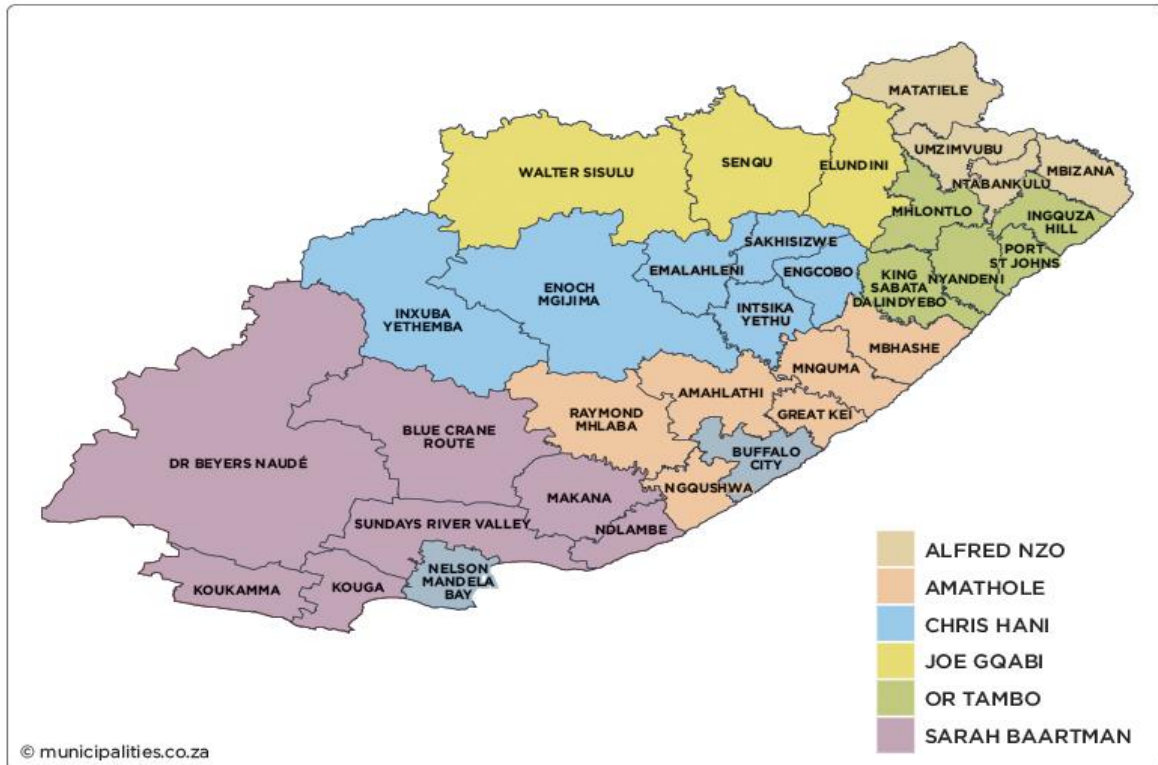 MATATIELE
UMZIMVUBU
MBIZANA
NTABANKULU
ELUNDINI
SENQU
WALTER SISULU
MHLONTLO
INGQUZA
HILL
PORT
ST JOHNS
NYANDENI
KING
SABATA
DALINDYEBO
SAKHISIZWE
EMALAHLENI
ENGCOBO
ENOCH
MGIJIMA
INTSIKA
YETHU
INXUBA
YETHEMBA
MBHASHE
MNQUMA
AMAHLATHI
GREAT KEI
RAYMOND
MHLABA
BUFFALO
CITY
BLUE CRANE
ROUTE
DR BEYERS NAUDÉ
NGQUSHWA
MAKANA
SUNDAYS RIVER VALLEY
NDLAMBE
NELSON
MANDELA
BAY
KOUKAMMA
KOUGA
ALFRED NZO
AMATHOLE
CHRIS HANI
JOE GQABI
OR TAMBO
SARAH BAARTMAN
© municipalities.co.za